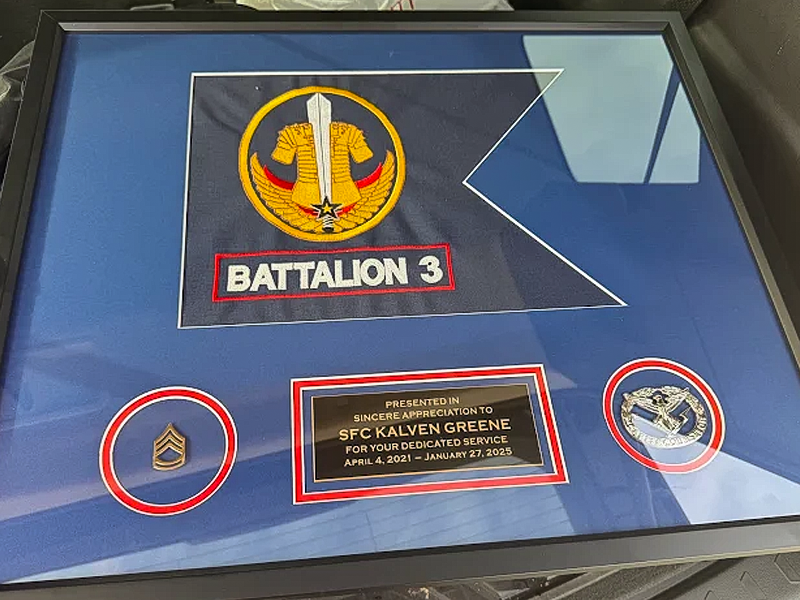 BATTALION 3
PRESENTED IN
SINCERE APPRECIATION TO
SFC KALVEN GREENE
FOR YOUR DEDICATED SERVICE
APRIL 4, 2021 – JANUARY 27, 2025